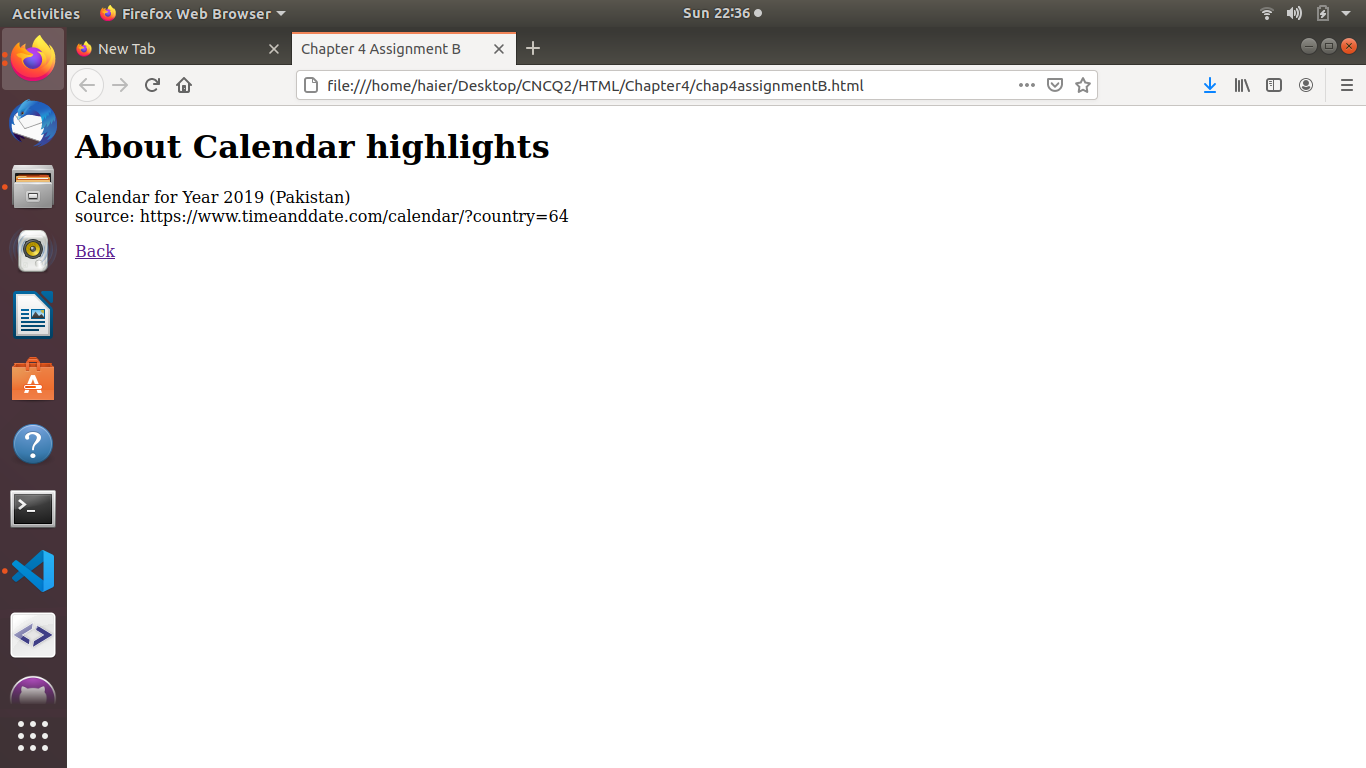 Activities
Firefox Web Browser
Sun 22:36
New Tab
Chapter 4 Assignment B
file:///home/haier/Desktop/CNCQ2/HTML/Chapter4/chap4assignmentB.html
About Calendar highlights
Calendar for Year 2019 (Pakistan)
source: https://www.timeanddate.com/calendar/?country=64
Back